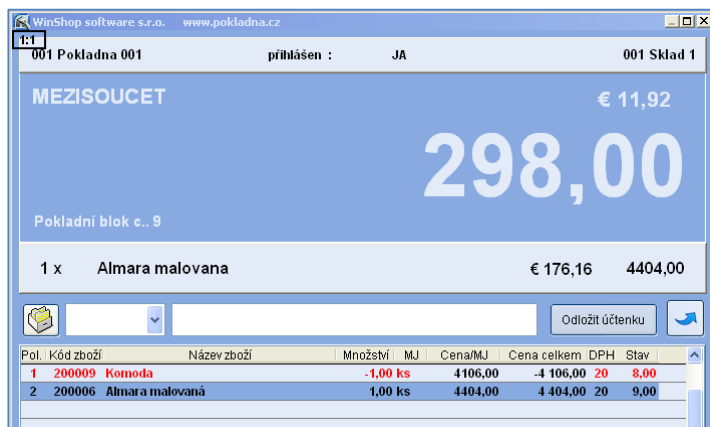 WinShop software s.r.o. www.pokladna.cz
1:1
001 Pokladna 001 přihlášen : JA 001 Sklad 1
MEZISOUCET € 11,92
298,00
Pokladní blok c.. 9
1 x Almara malovana € 176,16 4404,00
Odložit účtenku
Pol. Kód zboží Název zboží Množství MJ Cena/MJ Cena celkem DPH Stav
1 200009 Komoda -1,00 ks 4106,00 -4 106,00 20 8,00
2 200006 Almara malovaná 1,00 ks 4404,00 4 404,00 20 9,00